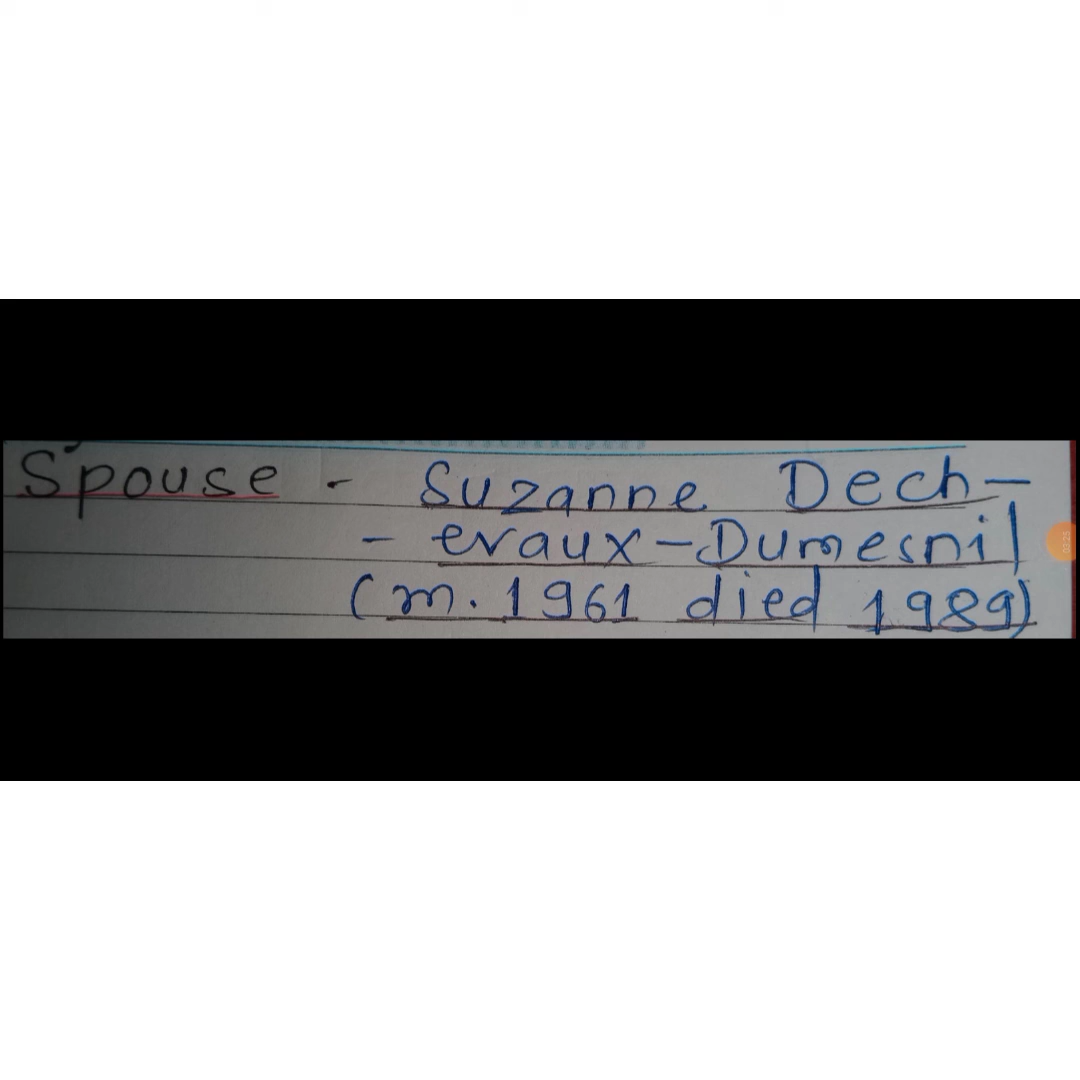 Spouse - Suzanne Dech-
- evaux-Dumesnil
(m. 1961 died 1989)